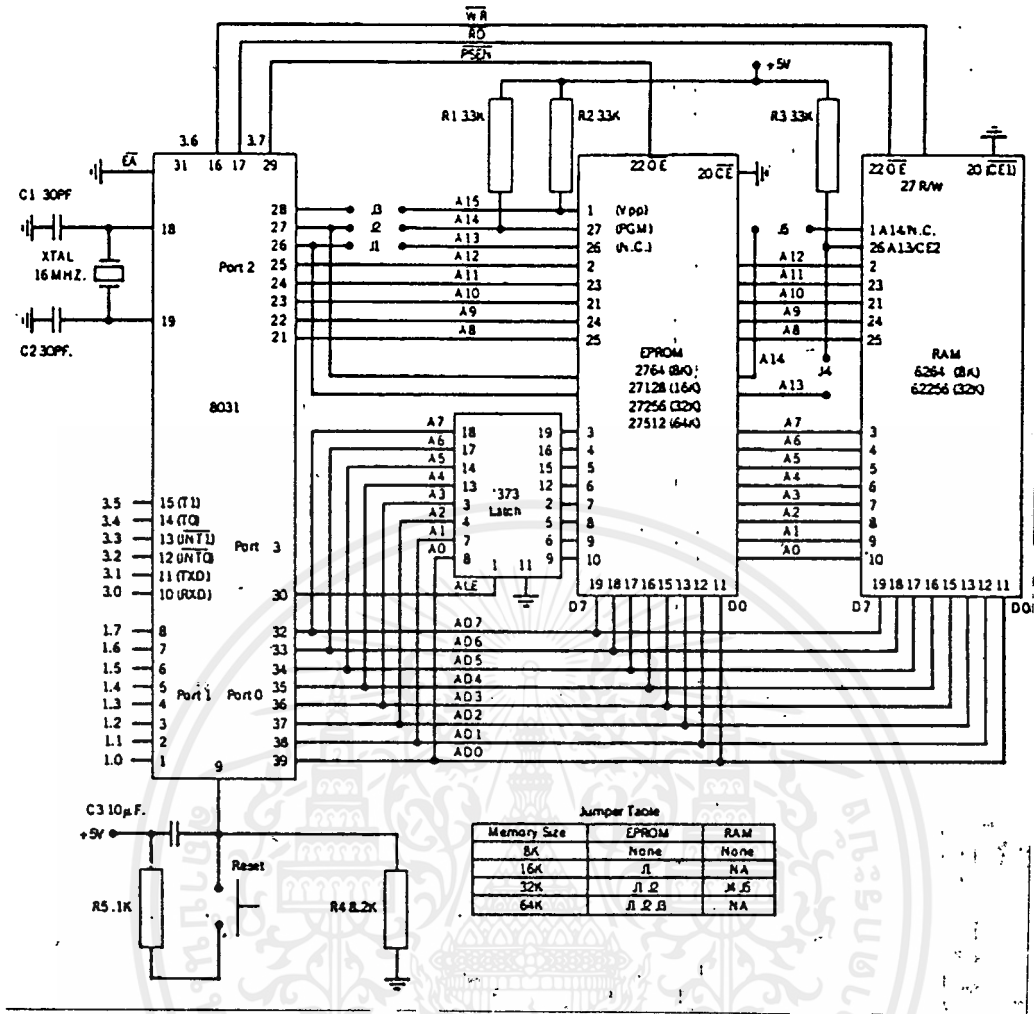 WR
RD
PSEN
+5V
R1 33K
R2 33K
R3 33K
3.6
3.7
EA
31
16
17
29
22 OE
20 CE
22 OE
27 R/W
20 (CE1)
C1 30PF
18
XTAL
16 MHZ.
19
C2 30PF.
Port 2
28
27
26
25
24
23
22
21
J3
J2
J1
A15
A14
A13
A12
A11
A10
A9
A8
1 (Vpp)
27 (PGM)
26 (N.C.)
2
23
21
24
25
J5
1 A14 N.C.
26 A13/CE2
A12
A11
A10
A9
A8
2
23
21
24
25
A14
J4
A13
EPROM
2764 (8K)
27128 (16K)
27256 (32K)
27512 (64K)
RAM
6264 (8K)
62256 (32K)
8031
A7
A6
A5
A4
A3
A2
A1
A0
18
17
14
13
3
4
7
8
'373
Latch
19
16
15
12
2
5
6
9
3
4
5
6
7
8
9
10
A7
A6
A5
A4
A3
A2
A1
A0
3
4
5
6
7
8
9
10
1
11
ALE
30
3.5 15 (T1)
3.4 14 (T0)
3.3 13 (INT1)
3.2 12 (INT0)
3.1 11 (TXD)
3.0 10 (RXD)
Port 3
D7
19 18 17 16 15 13 12 11
D0
D7
19 18 17 16 15 13 12 11
D0
1.7 8
1.6 7
1.5 6
1.4 5
1.3 4
1.2 3
1.1 2
1.0 1
Port 1
Port 0
32 AD7
33 AD6
34 AD5
35 AD4
36 AD3
37 AD2
38 AD1
39 AD0
9
C3 10μF.
+5V
Reset
R5 .1K
R4 8.2K
Jumper Table
Memory Size EPROM RAM
8K None None
16K J1 NA
32K J1 J2 J4 J5
64K J1 J2 J3 NA